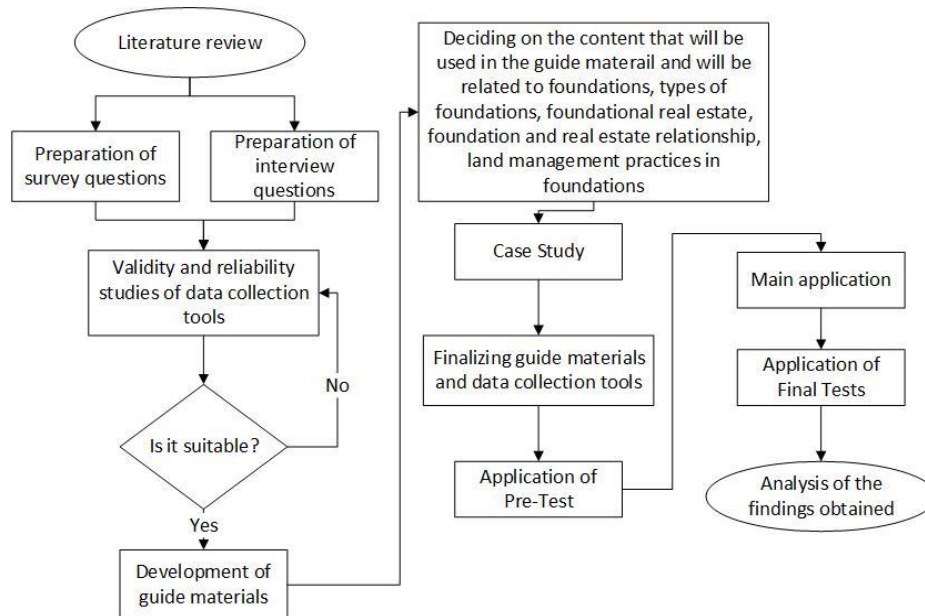 Literature review
Preparation of
survey questions
Preparation of
interview
questions
Validity and reliability
studies of data collection
tools
No
Is it suitable?
Yes
Development of
guide materials
Deciding on the content that will be
used in the guide materail and will be
related to foundations, types of
foundations, foundational real estate,
foundation and real estate relationship,
land management practices in
foundations
Case Study
Finalizing guide materials
and data collection tools
Application of
Pre-Test
Main application
Application of
Final Tests
Analysis of the
findings obtained